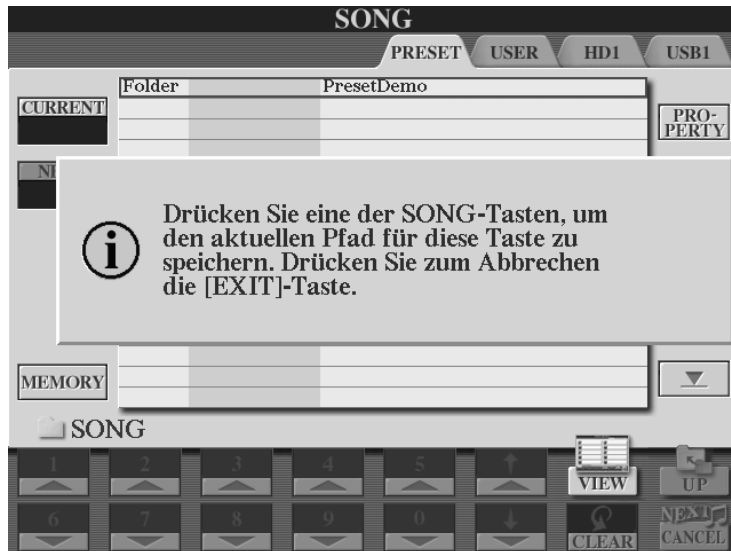 SONG
PRESET USER HD1 USB1
Folder PresetDemo
CURRENT
PRO-
PERTY
Drücken Sie eine der SONG-Tasten, um
den aktuellen Pfad für diese Taste zu
speichern. Drücken Sie zum Abbrechen
die [EXIT]-Taste.
MEMORY
SONG
1 2 3 4 5
VIEW UP
6 7 8 9 0
CLEAR
NEXT
CANCEL